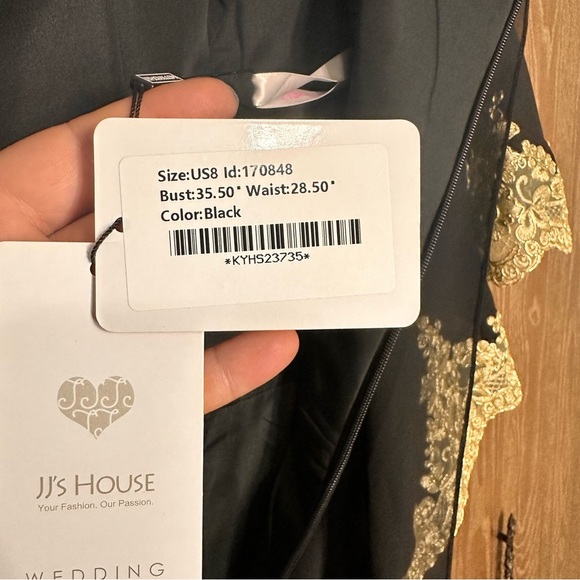 Size:US8 Id:170848
Bust:35.50" Waist:28.50"
Color:Black
*KYHS23735*
JJ's House
Your Fashion. Our Passion.
WEDDING